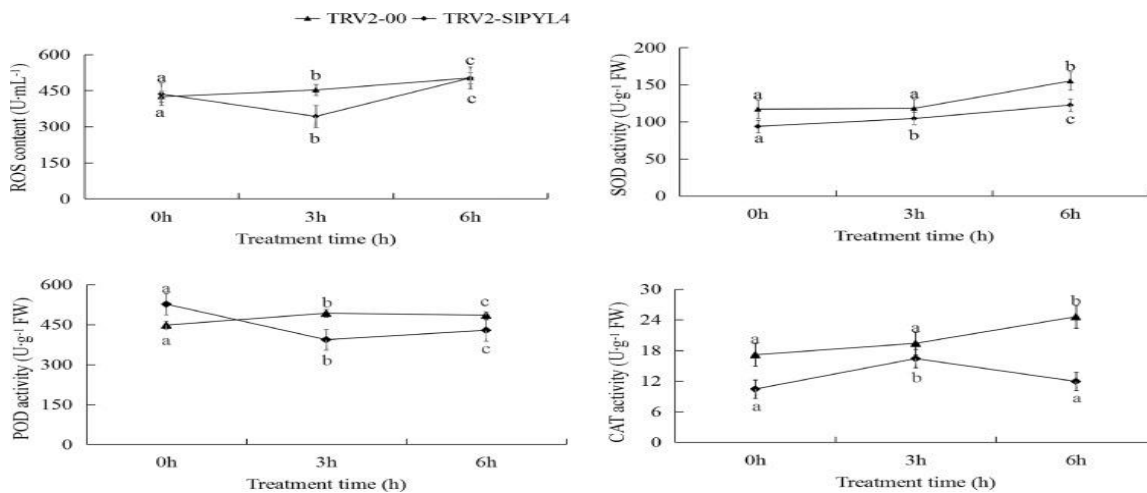 TRV2-00 TRV2-SlPYL4
ROS content (U·mL-1)
600
450
300
150
0
a b c
a b c
0h 3h 6h
Treatment time (h)
SOD activity (U·g-1 FW)
200
150
100
50
0
a a b
a b c
0h 3h 6h
Treatment time (h)
POD activity (U·g-1 FW)
600
450
300
150
0
a b c
a b c
0h 3h 6h
Treatment time (h)
CAT activity (U·g-1 FW)
30
24
18
12
6
0
a a b
a b a
0h 3h 6h
Treatment time (h)